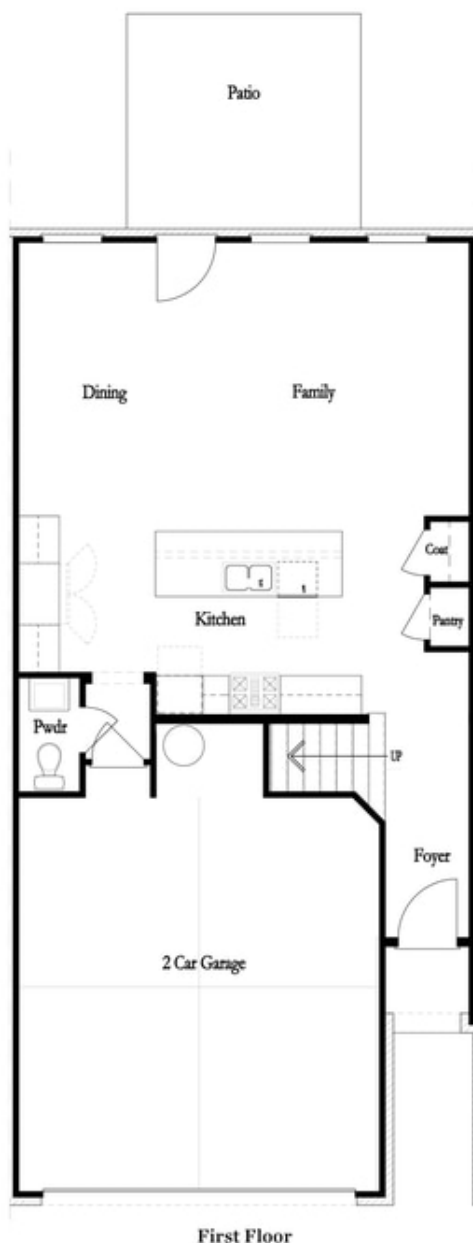 Patio
Dining
Family
Coat
Pantry
Kitchen
Pwdr
UP
Foyer
2 Car Garage
First Floor